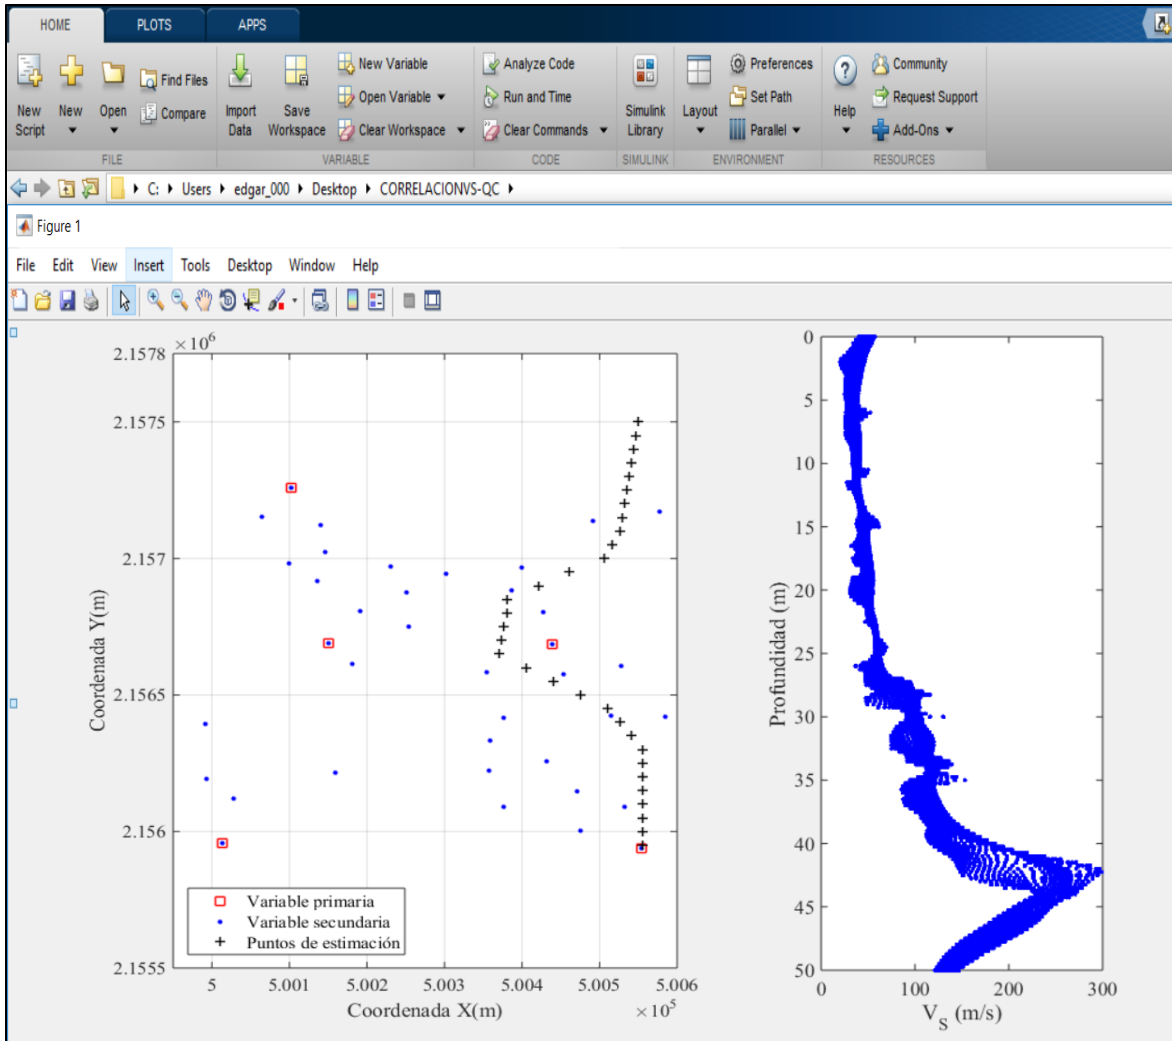 HOME PLOTS APPS
New Script New Open Find Files Compare Import Data Save Workspace New Variable Open Variable Clear Workspace Analyze Code Run and Time Clear Commands Simulink Library Layout Preferences Set Path Parallel Help Community Request Support Add-Ons
FILE VARIABLE CODE SIMULINK ENVIRONMENT RESOURCES
C: Users edgar_000 Desktop CORRELACIONVS-QC
Figure 1
File Edit View Insert Tools Desktop Window Help
×10^6
2.1578
2.1575
2.157
2.1565
2.156
2.1555
Coordenada Y(m)
Variable primaria
Variable secundaria
Puntos de estimación
5 5.001 5.002 5.003 5.004 5.005 5.006
Coordenada X(m)
×10^5
0
5
10
15
20
25
30
35
40
45
50
Profundidad (m)
0 100 200 300
V_S (m/s)